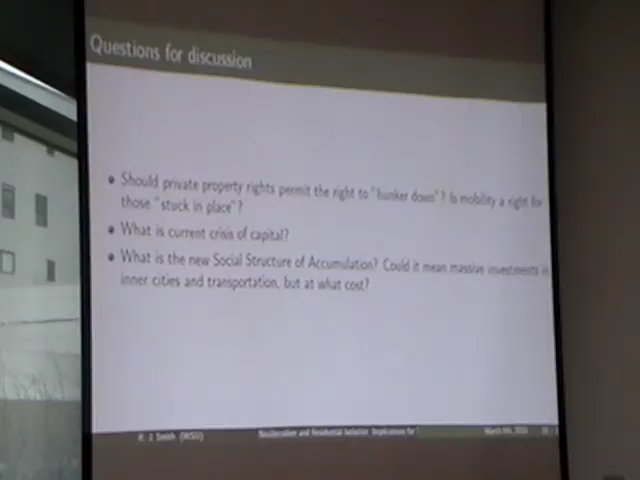 Questions for discussion
• Should private property rights permit the right to "hunker down"? Is mobility a right for
those "stuck in place"?
• What is current crisis of capital?
• What is the new Social Structure of Accumulation? Could it mean massive investments in
inner cities and transportation, but at what cost?
R. J. Smith (WSU) Neoliberalism and Residential Isolation Implications for March